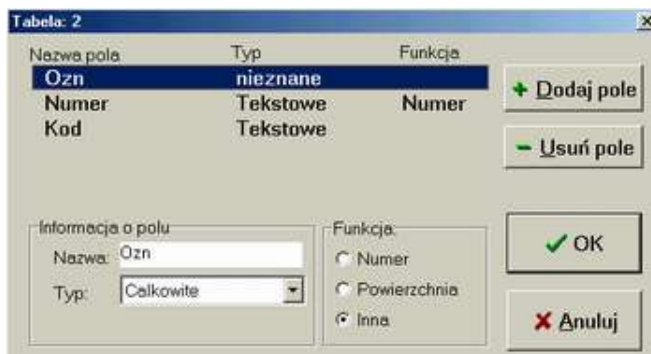 Tabela: 2
Nazwa pola Typ Funkcja
Ozn nieznane
Numer Tekstowe Numer
Kod Tekstowe
Dodaj pole
Usuń pole
Informacja o polu
Nazwa: Ozn
Typ: Całkowite
Funkcja:
Numer
Powierzchnia
Inna
OK
Anuluj